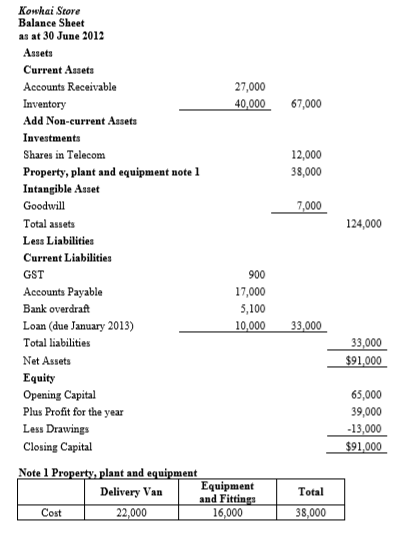 Kowhai Store
Balance Sheet
as at 30 June 2012
Assets
Current Assets
Accounts Receivable 27,000
Inventory 40,000 67,000
Add Non-current Assets
Investments
Shares in Telecom 12,000
Property, plant and equipment note 1 38,000
Intangible Asset
Goodwill 7,000
Total assets 124,000
Less Liabilities
Current Liabilities
GST 900
Accounts Payable 17,000
Bank overdraft 5,100
Loan (due January 2013) 10,000 33,000
Total liabilities 33,000
Net Assets $91,000
Equity
Opening Capital 65,000
Plus Profit for the year 39,000
Less Drawings -13,000
Closing Capital $91,000
Note 1 Property, plant and equipment
Delivery Van Equipment and Fittings Total
Cost 22,000 16,000 38,000